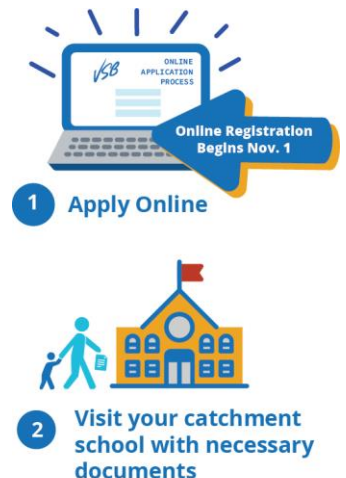 VSB
ONLINE
APPLICATION
PROCESS
Online Registration
Begins Nov. 1
1
Apply Online
2
Visit your catchment
school with necessary
documents